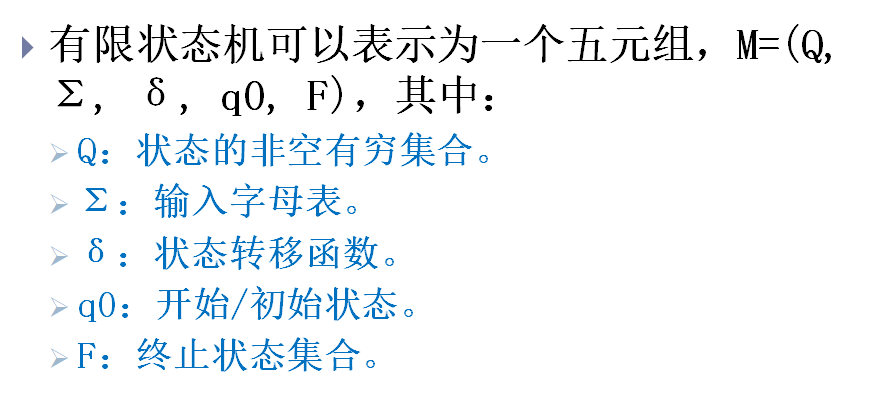 有限状态机可以表示为一个五元组，M=(Q,
Σ, δ, q0, F)，其中：
Q：状态的非空有穷集合。
Σ：输入字母表。
δ：状态转移函数。
q0：开始/初始状态。
F：终止状态集合。